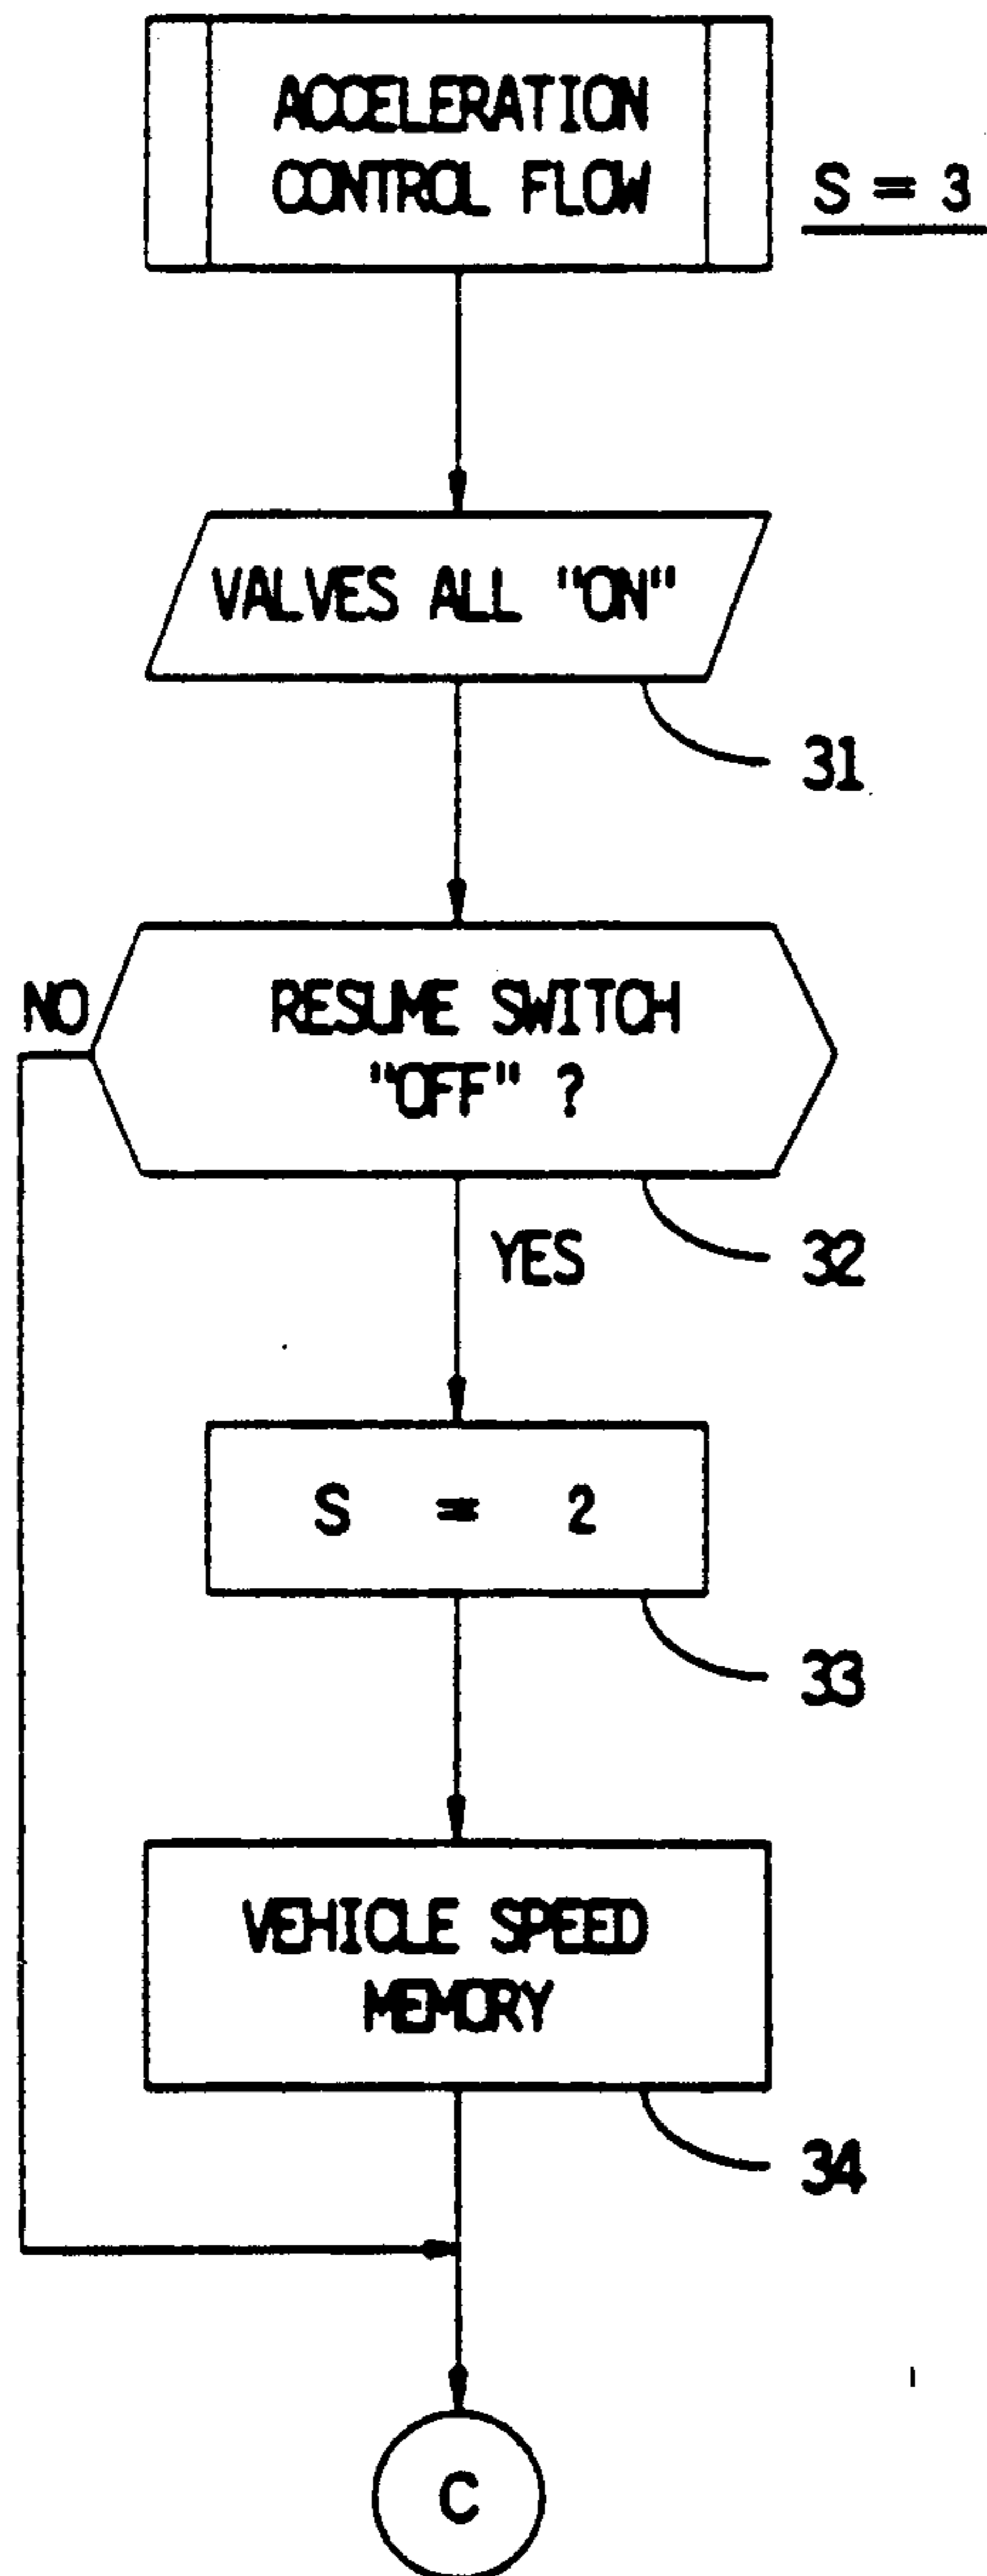 ACCELERATION
CONTROL FLOW
S = 3
VALVES ALL "ON"
31
NO
RESUME SWITCH
"OFF" ?
YES
32
S = 2
33
VEHICLE SPEED
MEMORY
34
C